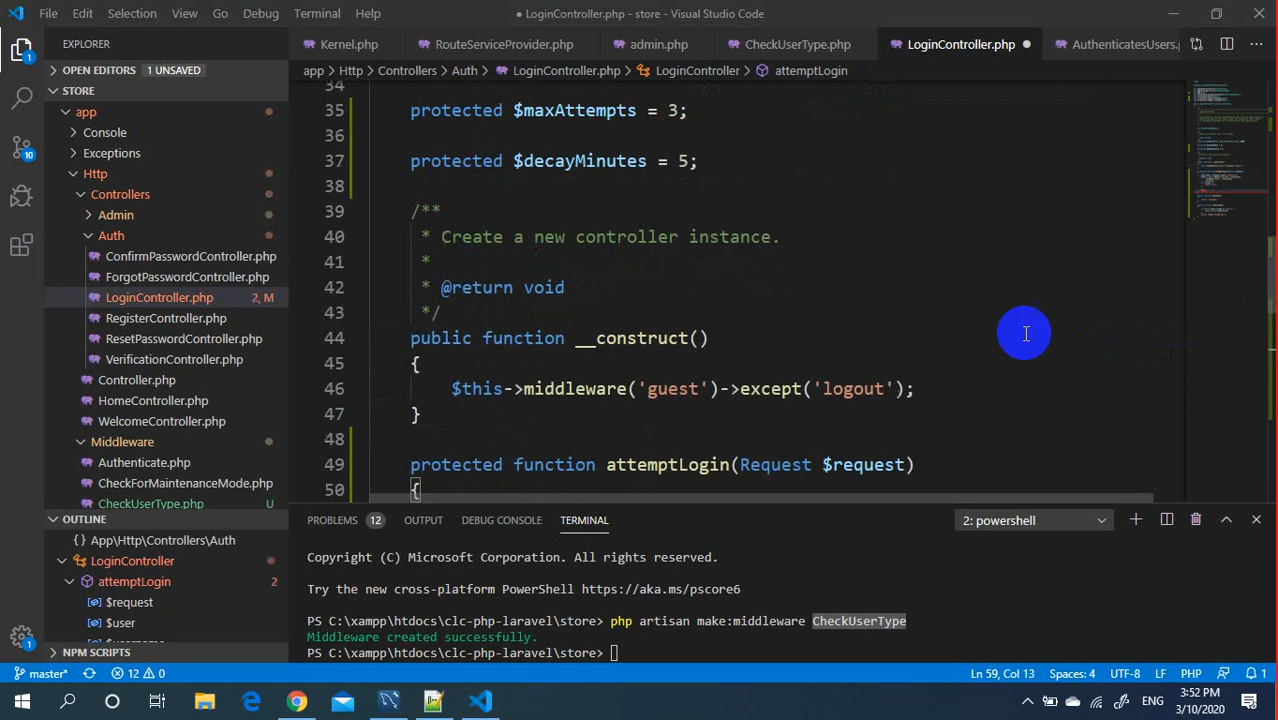 File Edit Selection View Go Debug Terminal Help
● LoginController.php - store - Visual Studio Code
EXPLORER
Kernel.php RouteServiceProvider.php admin.php CheckUserType.php LoginController.php AuthenticatesUsers.
1
OPEN EDITORS 1 UNSAVED
app > Http > Controllers > Auth > LoginController.php > LoginController > attemptLogin
STORE
app
Console
Exceptions
10
Http
Controllers
Admin
Auth
ConfirmPasswordController.php
ForgotPasswordController.php
LoginController.php 2, M
RegisterController.php
ResetPasswordController.php
VerificationController.php
Controller.php
HomeController.php
WelcomeController.php
Middleware
Authenticate.php
CheckForMaintenanceMode.php
CheckUserType.php U
OUTLINE
{} App\Http\Controllers\Auth
LoginController
attemptLogin 2
$request
$user
NPM SCRIPTS
1
34
35 protected $maxAttempts = 3;
36
37 protected $decayMinutes = 5;
38
39 /**
40 * Create a new controller instance.
41 *
42 * @return void
43 */
44 public function __construct()
45 {
46 $this->middleware('guest')->except('logout');
47 }
48
49 protected function attemptLogin(Request $request)
50 {
PROBLEMS 12 OUTPUT DEBUG CONSOLE TERMINAL 2: powershell
Copyright (C) Microsoft Corporation. All rights reserved.
Try the new cross-platform PowerShell https://aka.ms/pscore6
PS C:\xampp\htdocs\clc-php-laravel\store> php artisan make:middleware CheckUserType
Middleware created successfully.
PS C:\xampp\htdocs\clc-php-laravel\store>
master* 12 0 Ln 59, Col 13 Spaces: 4 UTF-8 LF PHP 1
ENG 3:52 PM
3/10/2020